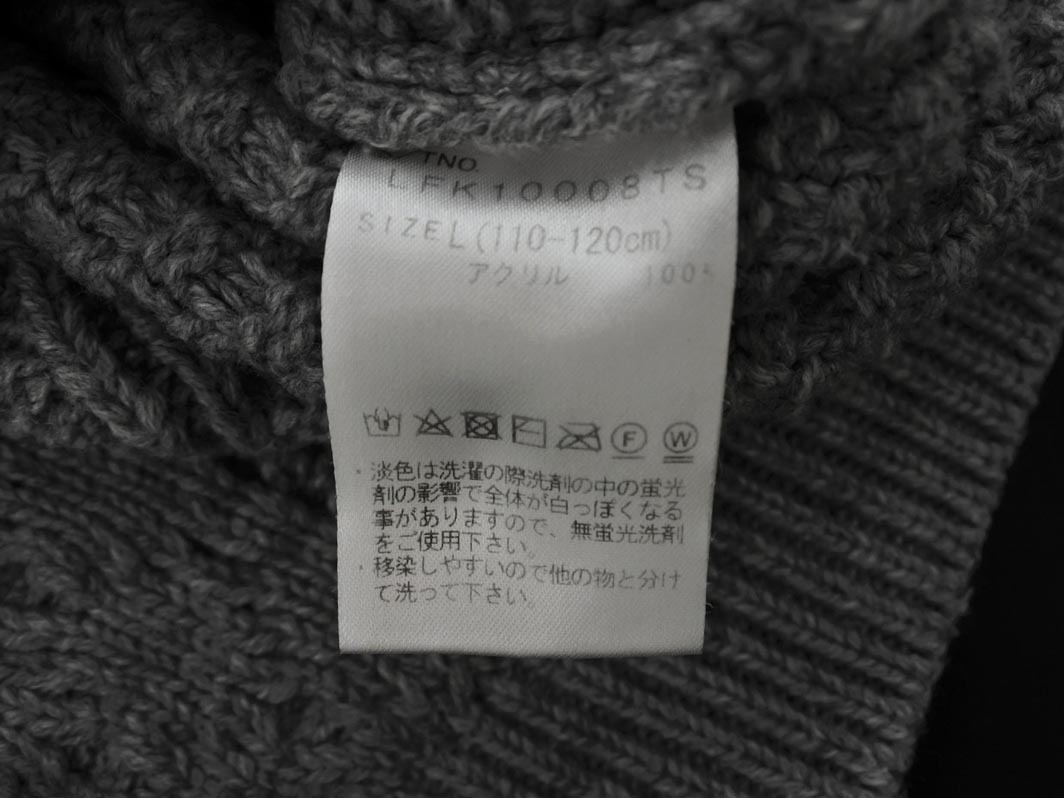 TNO.
LFK10008TS
SIZE L (110-120cm)
アクリル 100%
F W
・淡色は洗濯の際洗剤の中の蛍光
剤の影響で全体が白っぽくなる
事がありますので、無蛍光洗剤
をご使用下さい。
・移染しやすいので他の物と分け
て洗って下さい。